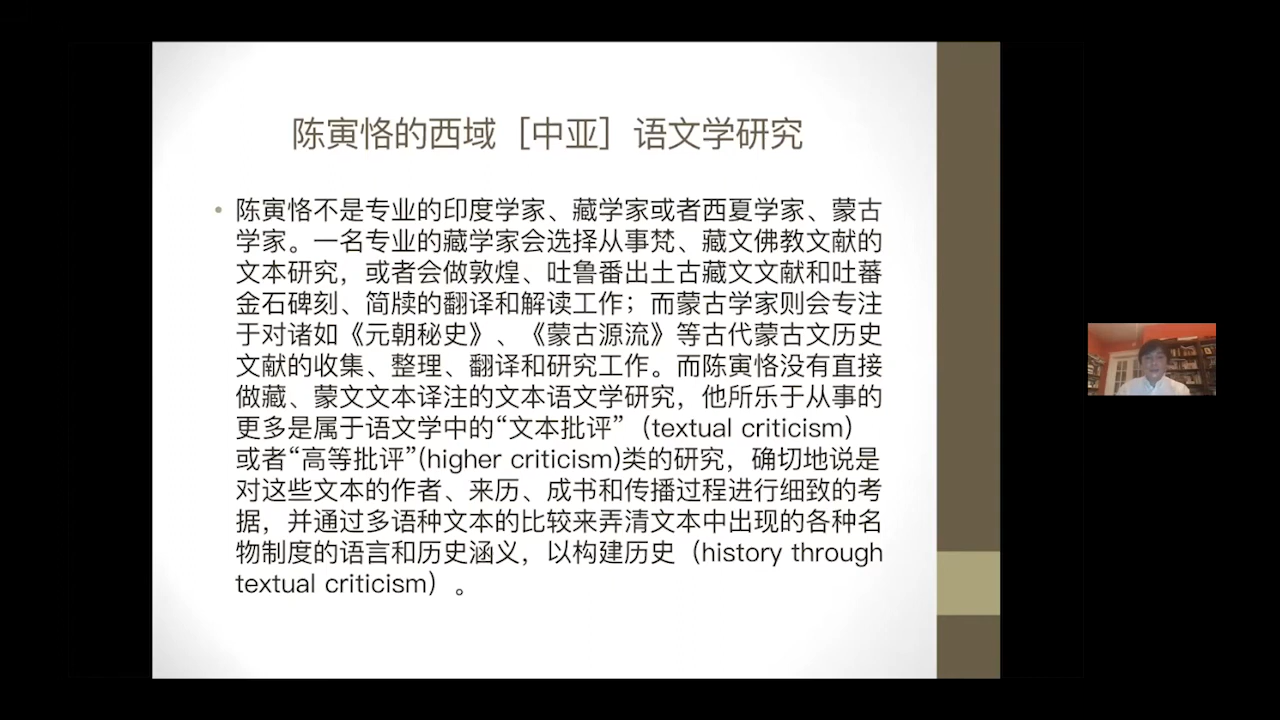 陈寅恪的西域［中亚］语文学研究
• 陈寅恪不是专业的印度学家、藏学家或者西夏学家、蒙古
学家。一名专业的藏学家会选择从事梵、藏文佛教文献的
文本研究，或者会做敦煌、吐鲁番出土古藏文文献和吐蕃
金石碑刻、简牍的翻译和解读工作；而蒙古学家则会专注
于对诸如《元朝秘史》、《蒙古源流》等古代蒙古文历史
文献的收集、整理、翻译和研究工作。而陈寅恪没有直接
做藏、蒙文文本译注的文本语文学研究，他所乐于从事的
更多是属于语文学中的“文本批评”（textual criticism）
或者“高等批评”(higher criticism)类的研究，确切地说是
对这些文本的作者、来历、成书和传播过程进行细致的考
据，并通过多语种文本的比较来弄清文本中出现的各种名
物制度的语言和历史涵义，以构建历史（history through
textual criticism）。